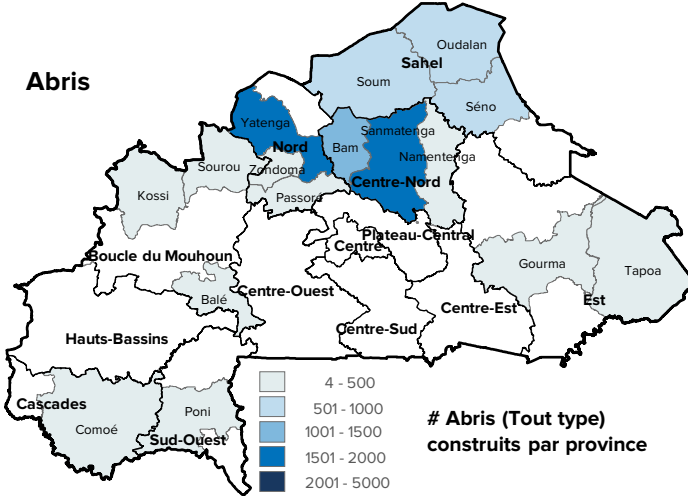 Abris
Oudalan
Sahel
Soum
Séno
Yatenga
Sanmatenga
Nord
Bam
Namentenga
Sourou
Zondoma
Kossi
Centre-Nord
Passoré
Plateau-Central
Centre
Boucle du Mouhoun
Gourma
Tapoa
Balé
Centre-Ouest
Est
Centre-Est
Hauts-Bassins
Centre-Sud
Cascades
Poni
Comoé
Sud-Ouest
4 - 500
501 - 1000
1001 - 1500
1501 - 2000
2001 - 5000
# Abris (Tout type)
construits par province